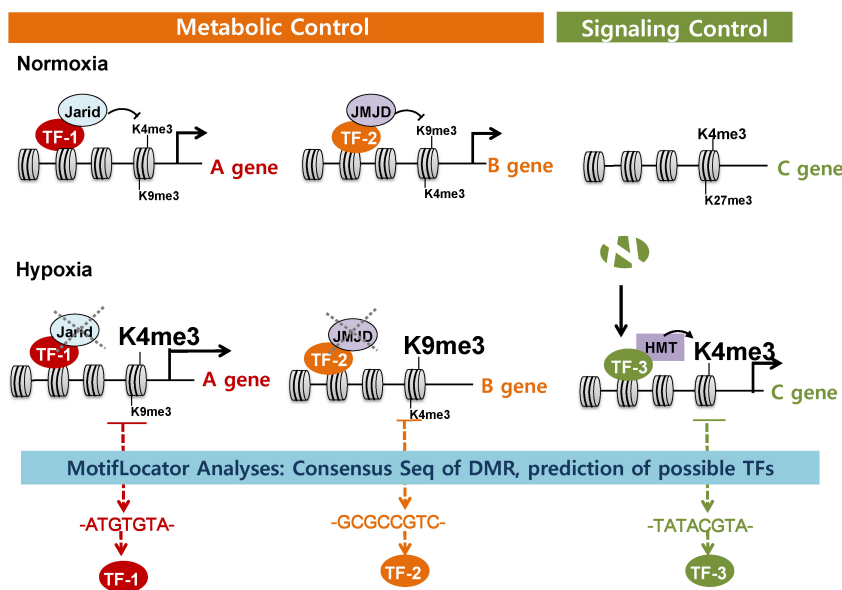 Metabolic Control
Signaling Control
Normoxia
Jarid
TF-1
K4me3
K9me3
A gene
JMJD
TF-2
K9me3
K4me3
B gene
K4me3
K27me3
C gene
Hypoxia
Jarid
TF-1
K4me3
K9me3
A gene
JMJD
TF-2
K9me3
K4me3
B gene
N
HMT
TF-3
K4me3
C gene
MotifLocator Analyses: Consensus Seq of DMR, prediction of possible TFs
-ATGTGTA-
-GCGCCGTC-
-TATACGTA-
TF-1
TF-2
TF-3